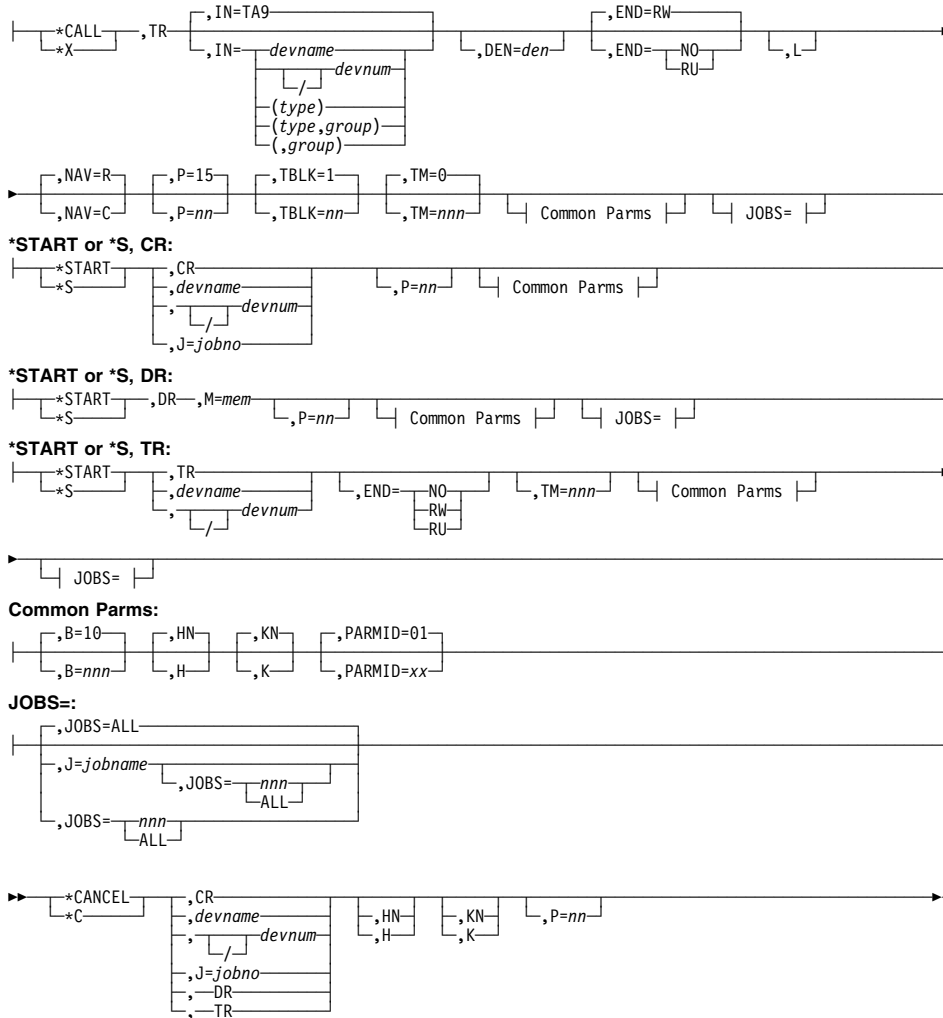 ,IN=TA9 ,END=RW
*CALL ,TR ,IN= devname ,DEN=den ,END= NO ,L
*X devnum RU
/
(type)
(type,group)
(,group)
,NAV=R ,P=15 ,TBLK=1 ,TM=0
,NAV=C ,P=nn ,TBLK=nn ,TM=nnn Common Parms JOBS=
*START or *S, CR:
*START ,CR ,P=nn Common Parms
*S ,devname
, devnum
/
,J=jobno
*START or *S, DR:
*START ,DR ,M=mem ,P=nn Common Parms JOBS=
*S
*START or *S, TR:
*START ,TR ,END= NO ,TM=nnn Common Parms
*S ,devname RW
, devnum RU
/
JOBS=
Common Parms:
,B=10 ,HN ,KN ,PARMID=01
,B=nnn ,H ,K ,PARMID=xx
JOBS=:
,JOBS=ALL
,J=jobname ,JOBS= nnn
ALL
,JOBS= nnn
ALL
*CANCEL ,CR ,HN ,KN ,P=nn
*C ,devname ,H ,K
, devnum
/
,J=jobno
, DR
, TR